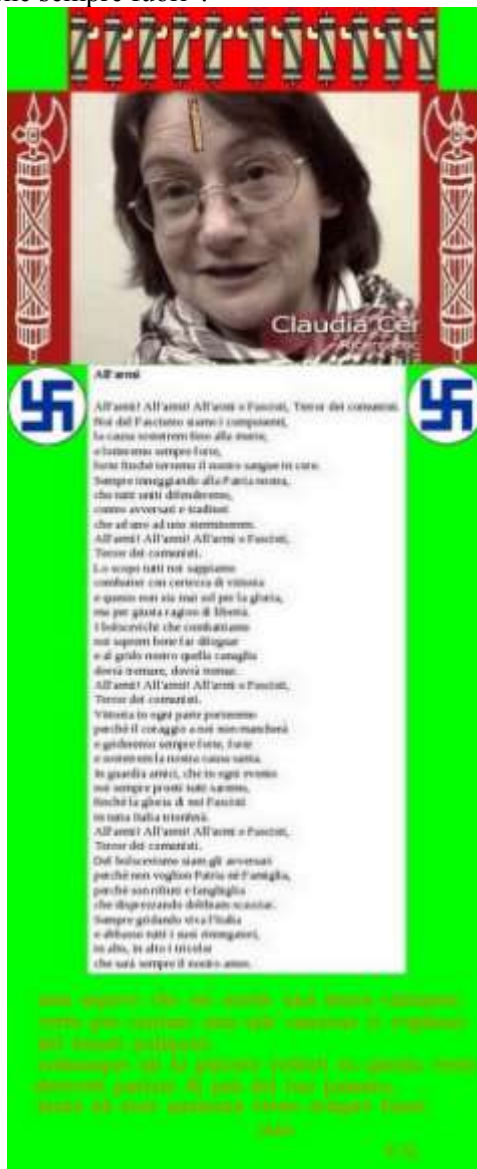 sempre fuori".
Claudia Cer
All'armi
All'armi! All'armi! All'armi o Fascisti, Terror dei comunisti.
Noi del Fascismo siamo i componenti,
la causa sosterrem fino alla morte,
e lotteremo sempre forte,
forte finché terremo il nostro sangue in core.
Sempre inneggiando alla Patria nostra,
che tutti uniti difenderemo,
contro avversari e traditori
che ad uno ad uno sterminerem.
All'armi! All'armi! All'armi o Fascisti,
Terror dei comunisti.
Lo scopo tutti noi sappiamo
combatter con certezza di vittoria
e questo non sia mai sol per la gloria,
ma per giusta ragion di libertà.
I bolscevichi che combattiamo
noi saprem bene far dileguar
e al grido nostro quella canaglia
dovrà tremare, dovrà tremar.
All'armi! All'armi! All'armi o Fascisti,
Terror dei comunisti.
Vittoria in ogni parte porteremo
perché il coraggio a noi non mancherà
e grideremo sempre forte, forte
e sosterrem la nostra causa santa.
In guardia amici, che in ogni evento
noi sempre pronti tutti saremo,
finché la gloria di noi Fascisti
in tutta Italia trionferà.
All'armi! All'armi! All'armi o Fascisti,
Terror dei comunisti.
Del bolscevismo siam gli avversari
perché non voglion Patria né Famiglia,
perché son rifiuti e fanghiglia
che disprezzando debbiam scacciar.
Sempre gridando viva l'Italia
e abbasso tutti i suoi rinnegatori,
in alto, in alto i tricolor
che sarà sempre il nostro amor.